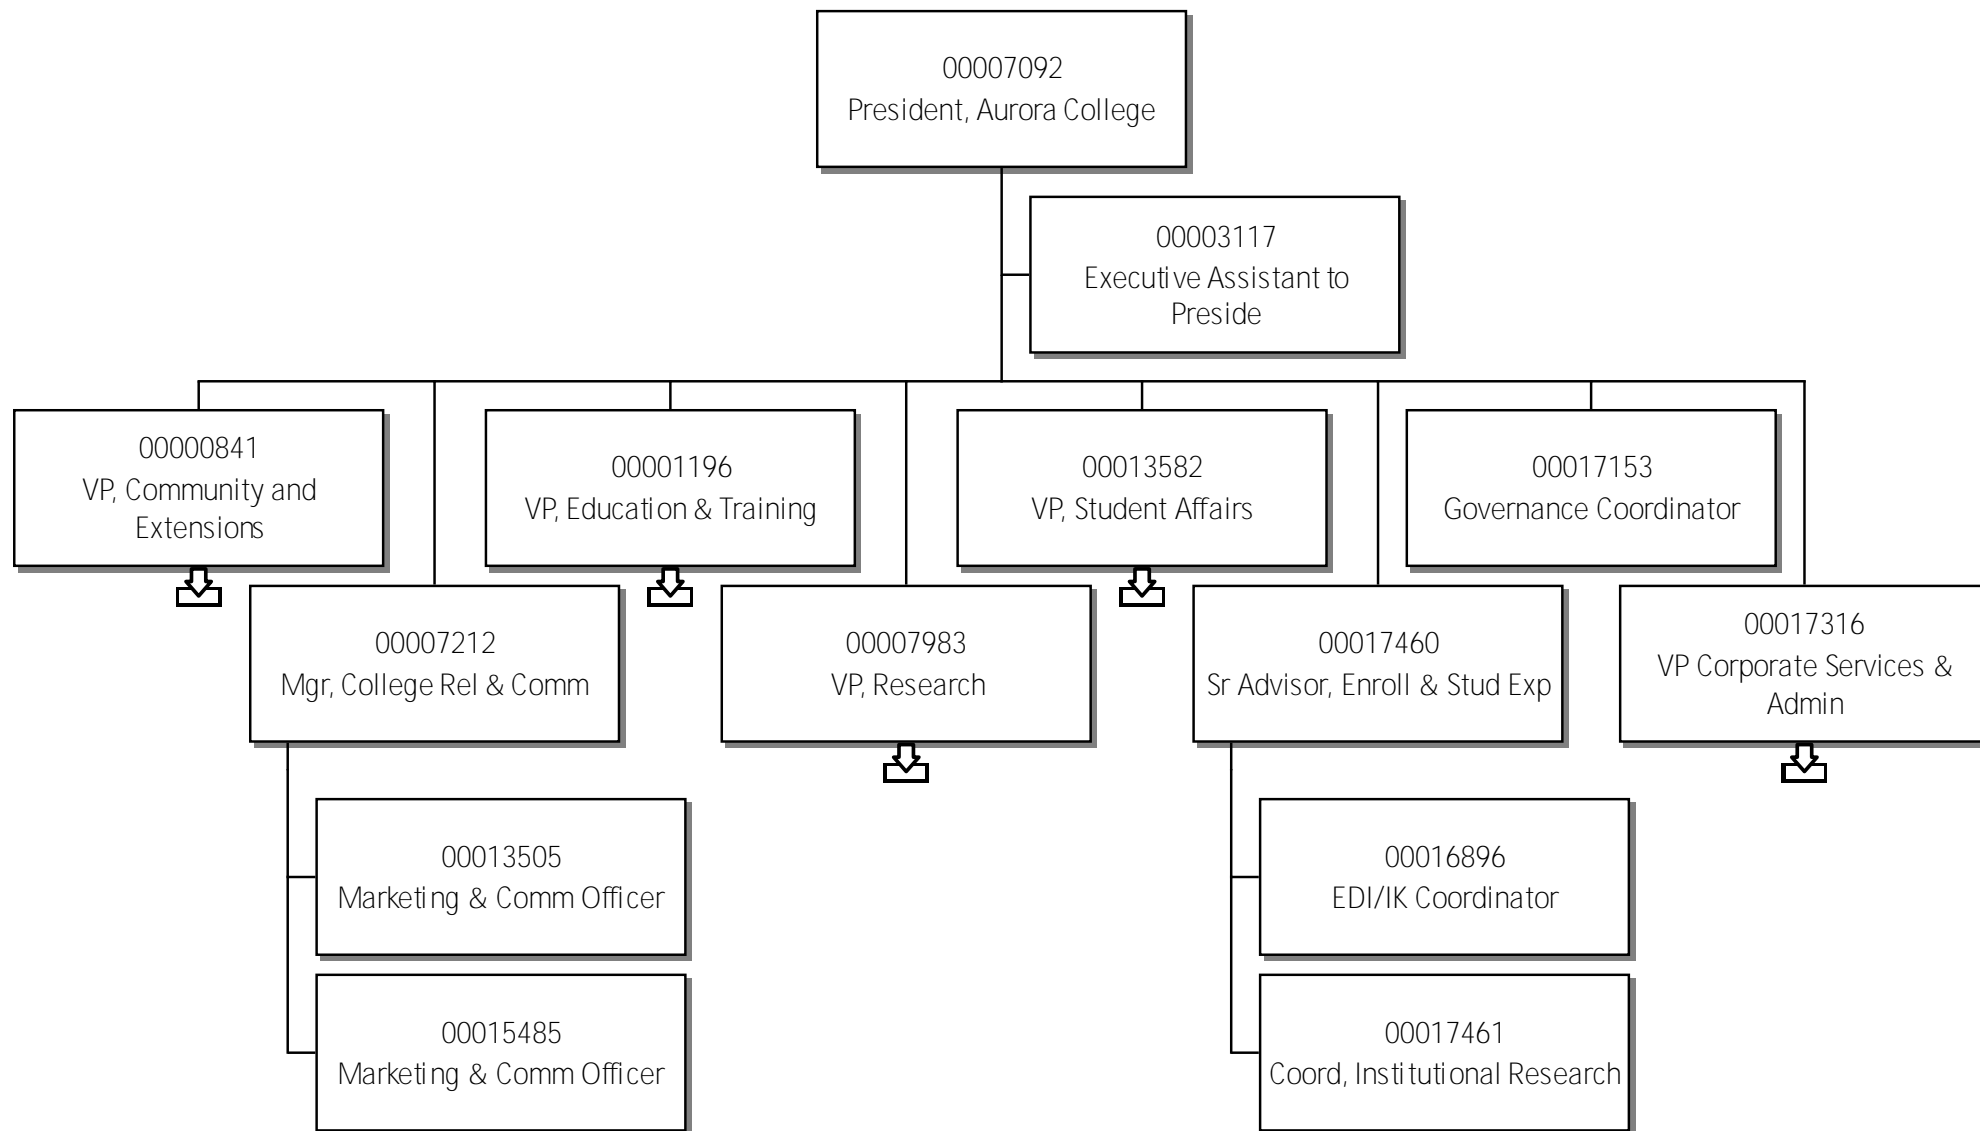 00007092
President, Aurora College
00003117
Executive Assistant to
Preside
00000841
VP, Community and
Extensions
00001196
VP, Education & Training
00013582
VP, Student Affairs
00017153
Governance Coordinator
00007212
Mgr, College Rel & Comm
00007983
VP, Research
00017460
Sr Advisor, Enroll & Stud Exp
00017316
VP Corporate Services &
Admin
00013505
Marketing & Comm Officer
00016896
EDI/IK Coordinator
00015485
Marketing & Comm Officer
00017461
Coord, Institutional Research